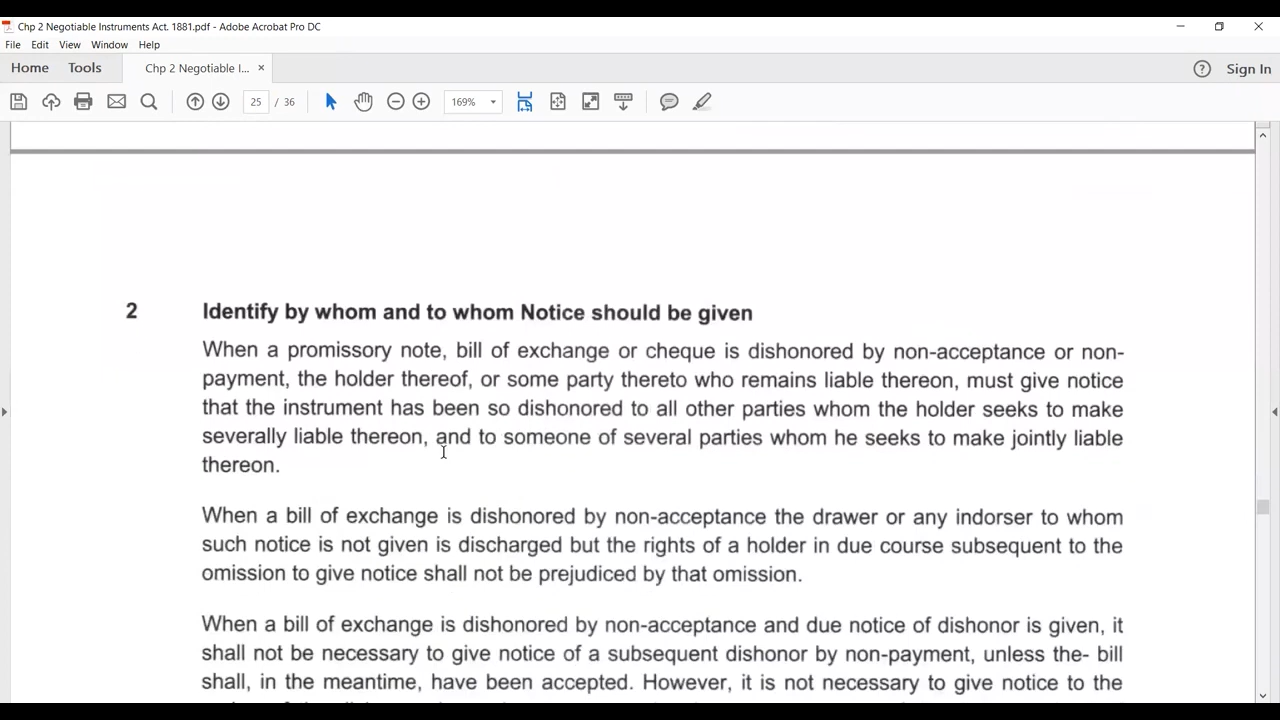 Chp 2 Negotiable Instruments Act. 1881.pdf - Adobe Acrobat Pro DC
File Edit View Window Help
Home Tools Chp 2 Negotiable I... × Sign In
25 / 36 169%
2 Identify by whom and to whom Notice should be given
When a promissory note, bill of exchange or cheque is dishonored by non-acceptance or non-
payment, the holder thereof, or some party thereto who remains liable thereon, must give notice
that the instrument has been so dishonored to all other parties whom the holder seeks to make
severally liable thereon, and to someone of several parties whom he seeks to make jointly liable
thereon.
When a bill of exchange is dishonored by non-acceptance the drawer or any indorser to whom
such notice is not given is discharged but the rights of a holder in due course subsequent to the
omission to give notice shall not be prejudiced by that omission.
When a bill of exchange is dishonored by non-acceptance and due notice of dishonor is given, it
shall not be necessary to give notice of a subsequent dishonor by non-payment, unless the- bill
shall, in the meantime, have been accepted. However, it is not necessary to give notice to the